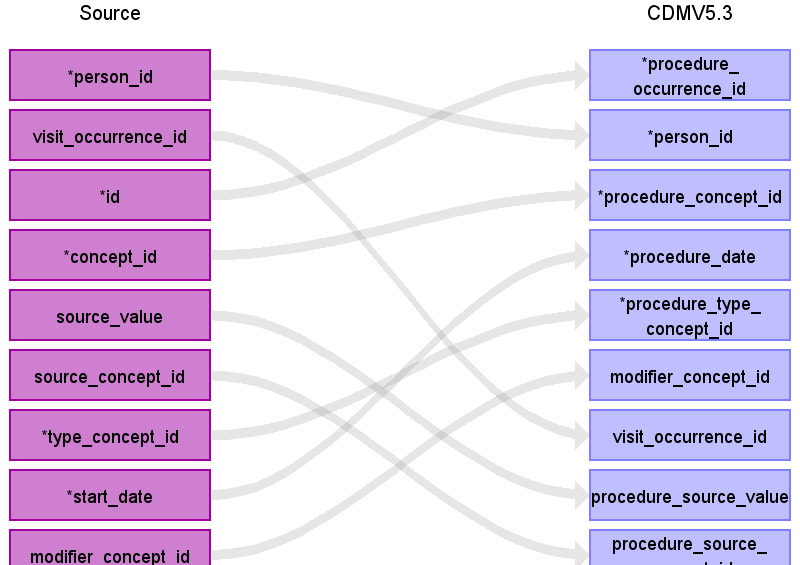 Source
CDMV5.3
*person_id
visit_occurrence_id
*id
*concept_id
source_value
source_concept_id
*type_concept_id
*start_date
modifier_concept_id
*procedure_
occurrence_id
*person_id
*procedure_concept_id
*procedure_date
*procedure_type_
concept_id
modifier_concept_id
visit_occurrence_id
procedure_source_value
procedure_source_